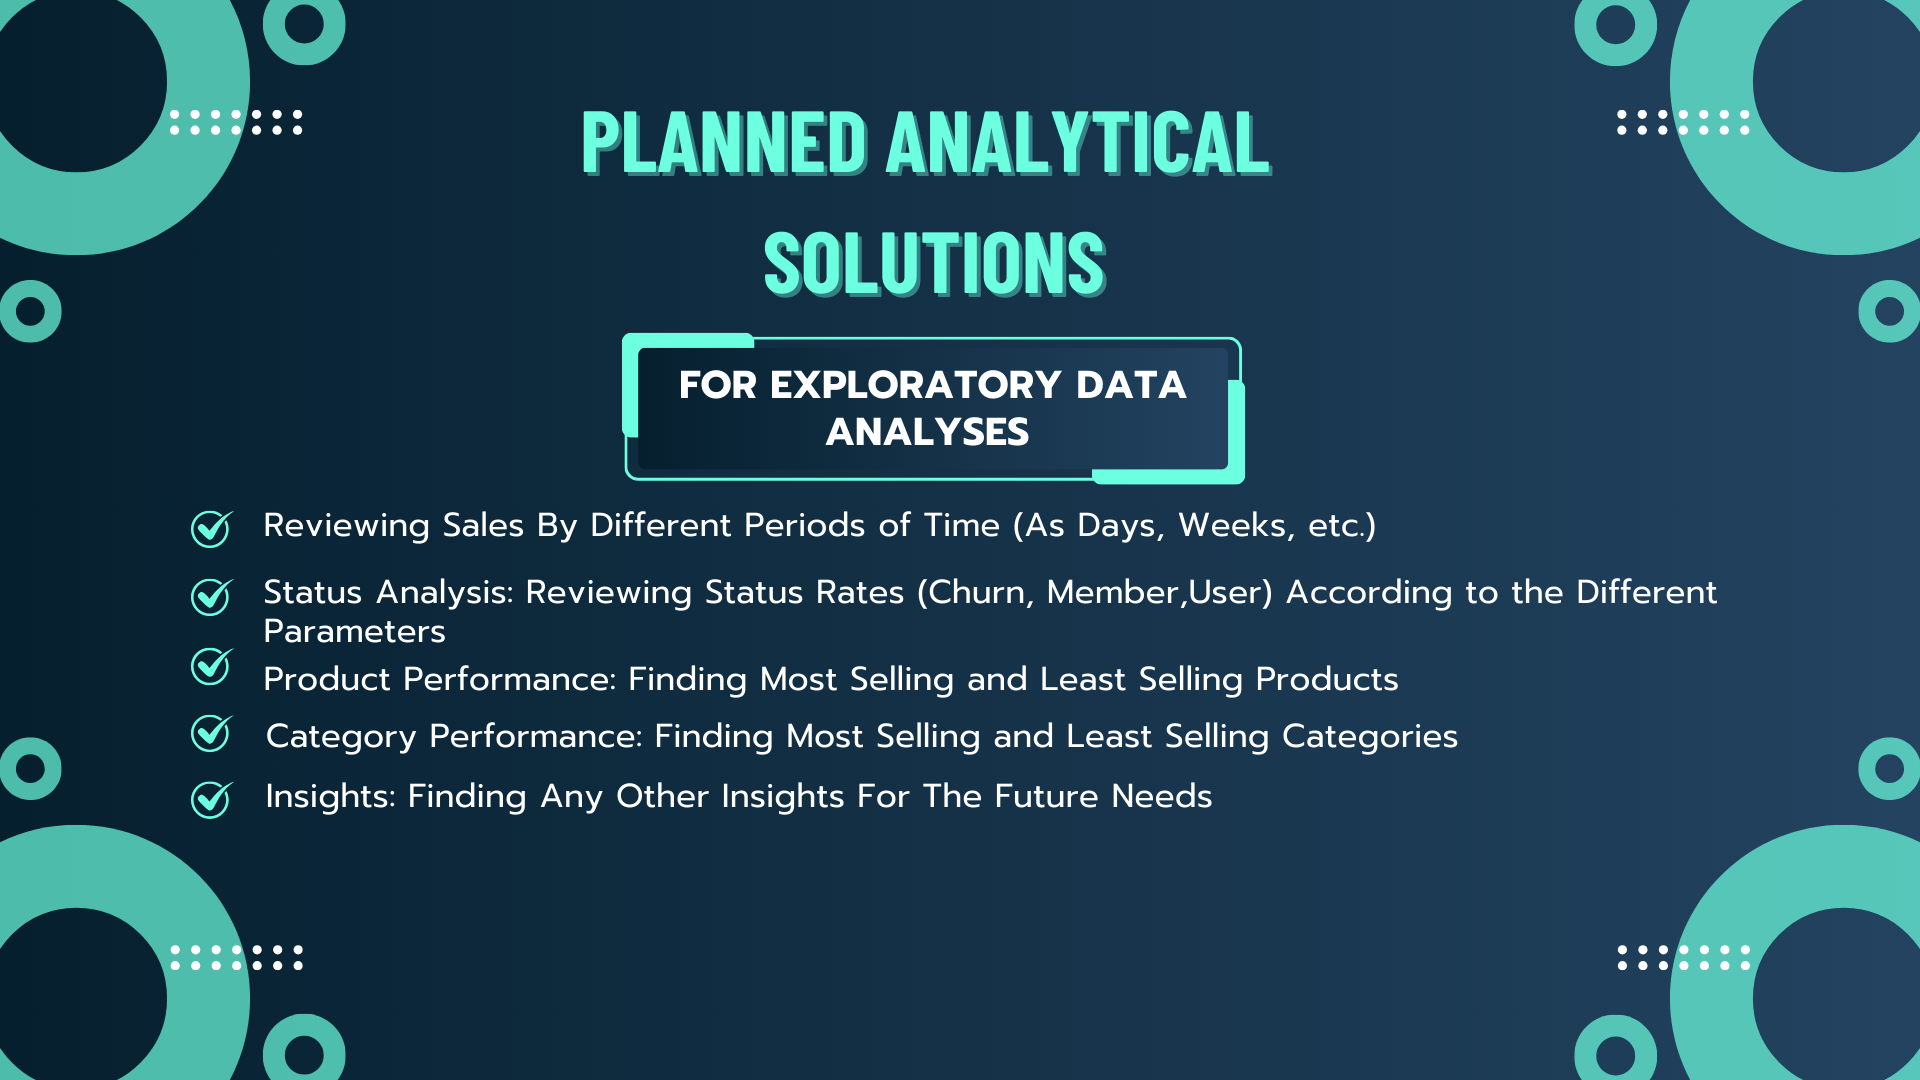 PLANNED ANALYTICAL
SOLUTIONS
FOR EXPLORATORY DATA
ANALYSES
Reviewing Sales By Different Periods of Time (As Days, Weeks, etc.)
Status Analysis: Reviewing Status Rates (Churn, Member,User) According to the Different
Parameters
Product Performance: Finding Most Selling and Least Selling Products
Category Performance: Finding Most Selling and Least Selling Categories
Insights: Finding Any Other Insights For The Future Needs